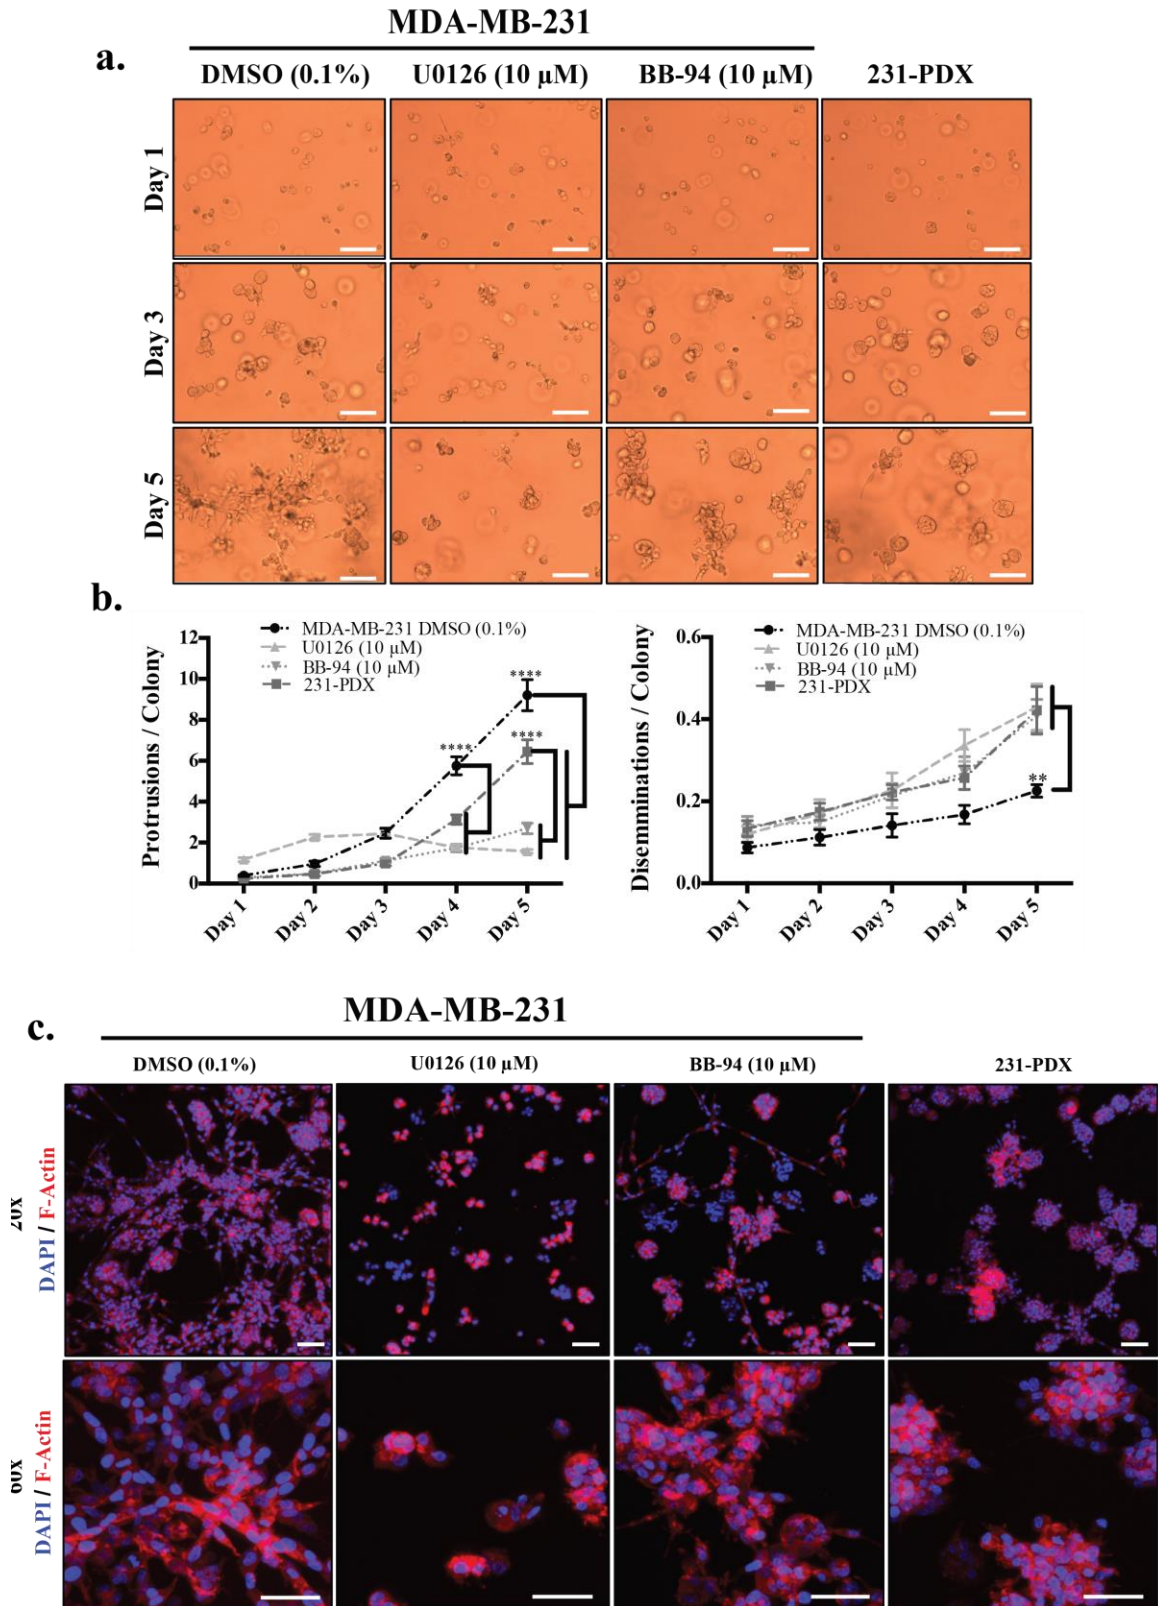 MDA-MB-231
a.
DMSO (0.1%) U0126 (10 µM) BB-94 (10 µM) 231-PDX
Day 1
Day 3
Day 5
b.
MDA-MB-231 DMSO (0.1%)
U0126 (10 µM)
BB-94 (10 µM)
231-PDX
Protrusions / Colony
12
10
8
6
4
2
0
**** **** ****
Day 1 Day 2 Day 3 Day 4 Day 5
MDA-MB-231 DMSO (0.1%)
U0126 (10 µM)
BB-94 (10 µM)
231-PDX
Disseminations / Colony
0.6
0.4
0.2
0.0
**
Day 1 Day 2 Day 3 Day 4 Day 5
MDA-MB-231
c.
DMSO (0.1%) U0126 (10 µM) BB-94 (10 µM) 231-PDX
20x
DAPI / F-Actin
60x
DAPI / F-Actin